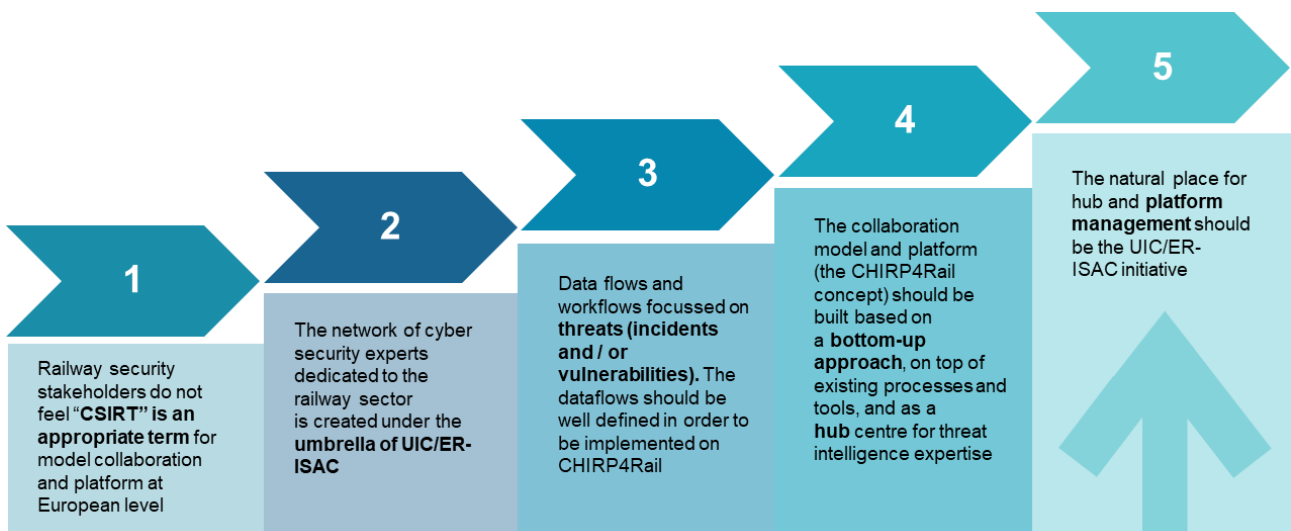 1
Railway security
stakeholders do not
feel “CSIRT” is an
appropriate term for
model collaboration
and platform at
European level
2
The network of cyber
security experts
dedicated to the
railway sector
is created under the
umbrella of UIC/ER-
ISAC
3
Data flows and
workflows focussed on
threats (incidents
and / or
vulnerabilities). The
dataflows should be
well defined in order to
be implemented on
CHIRP4Rail
4
The collaboration
model and platform
(the CHIRP4Rail
concept) should be
built based on
a bottom-up
approach, on top of
existing processes and
tools, and as a
hub centre for threat
intelligence expertise
5
The natural place for
hub and platform
management should
be the UIC/ER-
ISAC initiative